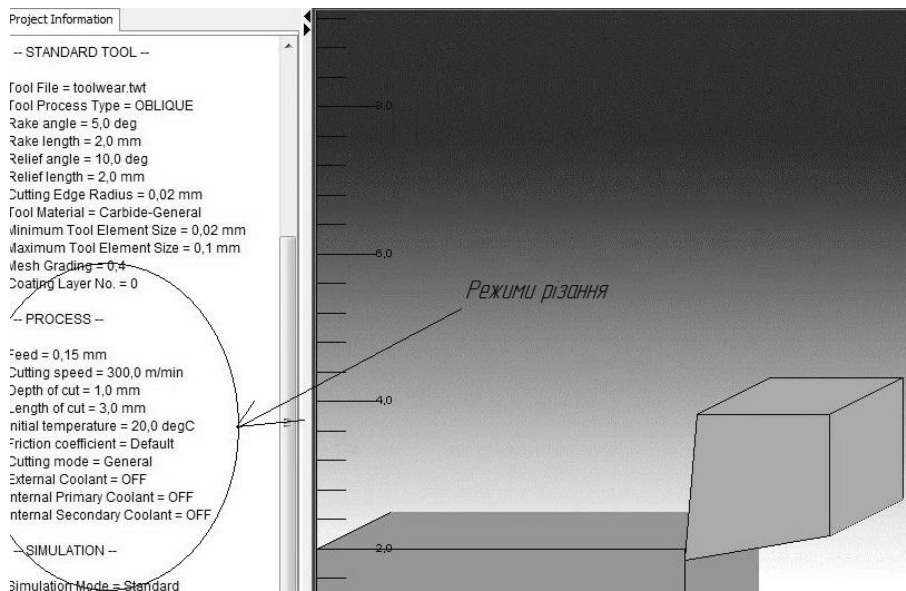 Project Information
-- STANDARD TOOL --
Tool File = toolwear.twt
Tool Process Type = OBLIQUE
Rake angle = 5,0 deg
Rake length = 2,0 mm
Relief angle = 10,0 deg
Relief length = 2,0 mm
Cutting Edge Radius = 0,02 mm
Tool Material = Carbide-General
Minimum Tool Element Size = 0,02 mm
Maximum Tool Element Size = 0,1 mm
Mesh Grading = 0,4
Coating Layer No. = 0
-- PROCESS --
Feed = 0,15 mm
Cutting speed = 300,0 m/min
Depth of cut = 1,0 mm
Length of cut = 3,0 mm
Initial temperature = 20,0 degC
Friction coefficient = Default
Cutting mode = General
External Coolant = OFF
Internal Primary Coolant = OFF
Internal Secondary Coolant = OFF
-- SIMULATION --
Simulation Mode = Standard
8,0
6,0
Режими різання
4,0
2,0